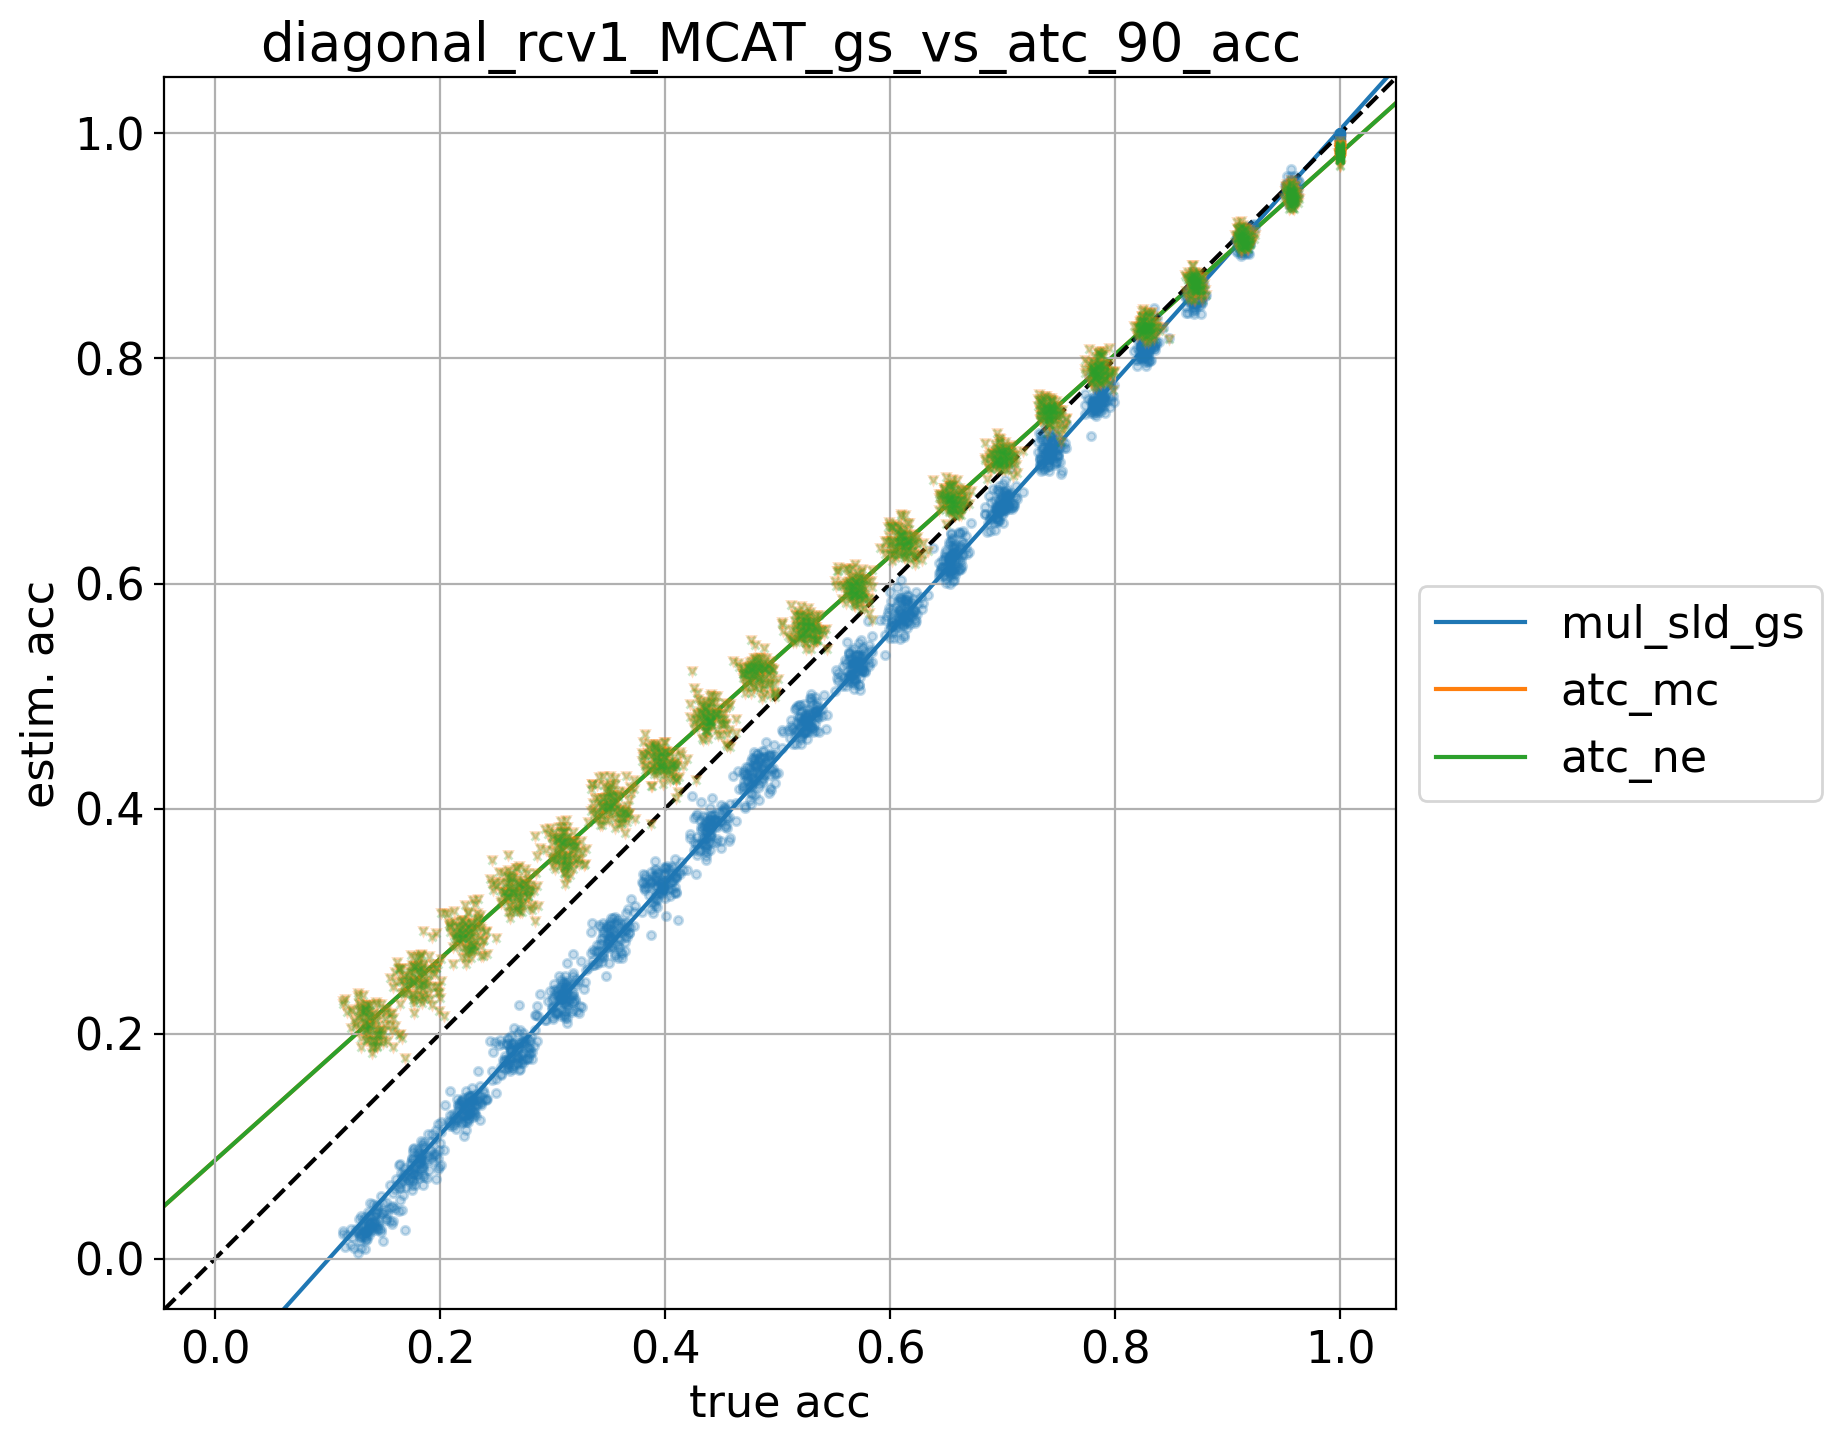 diagonal_rcv1_MCAT_gs_vs_atc_90_acc
1.0
0.8
0.6
0.4
0.2
0.0
estim. acc
0.0 0.2 0.4 0.6 0.8 1.0
true acc
mul_sld_gs
atc_mc
atc_ne